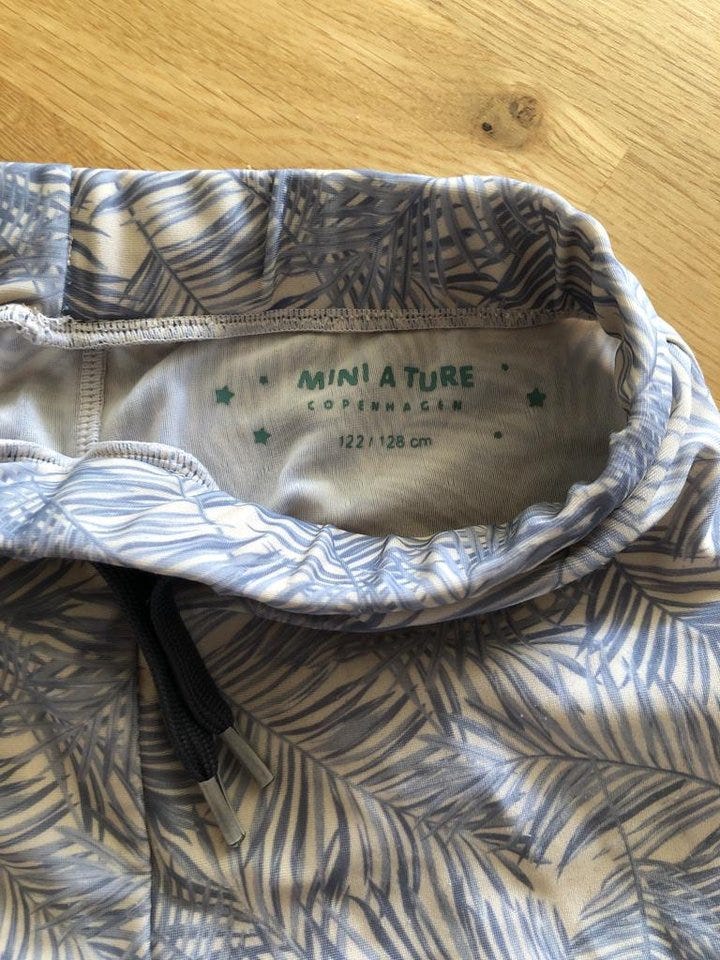 MINI A TURE
COPENHAGEN
122 / 128 cm